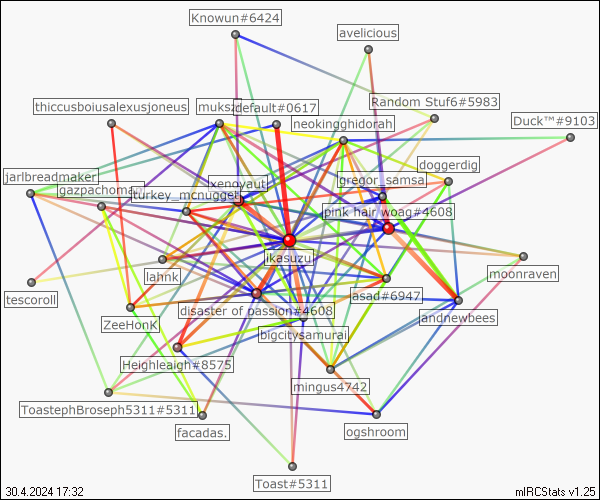 Knowun#6424
avelicious
Random Stuf6#5983
thiccusboiusalexusjoneus
default#0617
neokingghidorah
Duck™#9103
doggerdig
jarlbreadmaker
gazpachoma
xenoyaut
gregor_samsa
turkey_mcnugget
pink hair woag#4608
ikasuzu
lahnk
moonraven
tescoroll
asad#6947
disaster of passion#4608
ZeeHonK
bigcitysamurai
jandnewbees
Heighleaigh#8575
mingus4742
ToastephBroseph5311#5311
facadas.
ogshroom
Toast#5311
30.4.2024 17:32
mIRCStats v1.25